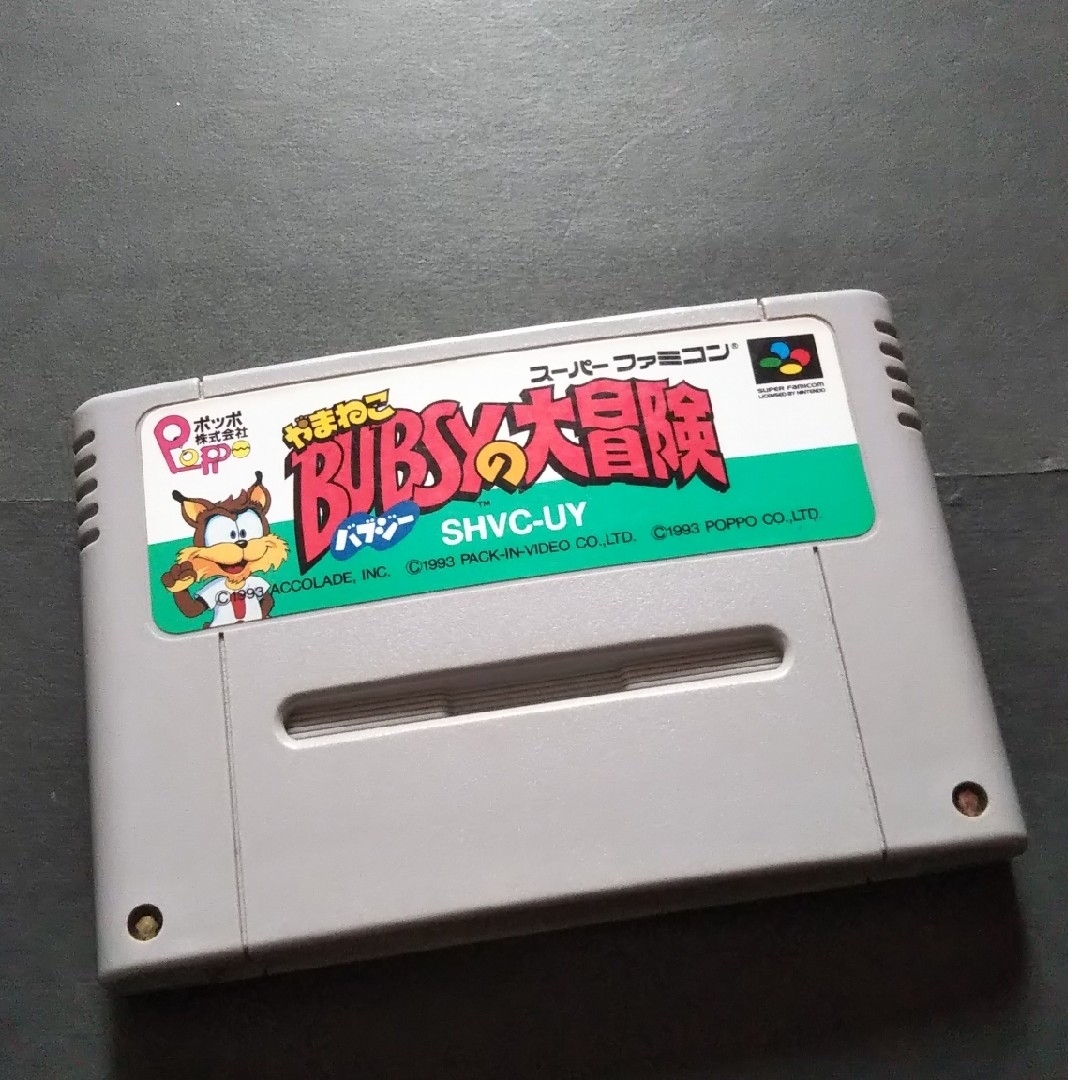 スーパーファミコン®
SUPER FAMICOM
LICENSED BY NINTENDO
Poppo
ポッポ
株式会社
やまねこ
BUBSYの大冒険
バブジー
™
SHVC-UY
©1993 ACCOLADE, INC. ©1993 PACK-IN-VIDEO CO.,LTD. ©1993 POPPO CO.,LTD.